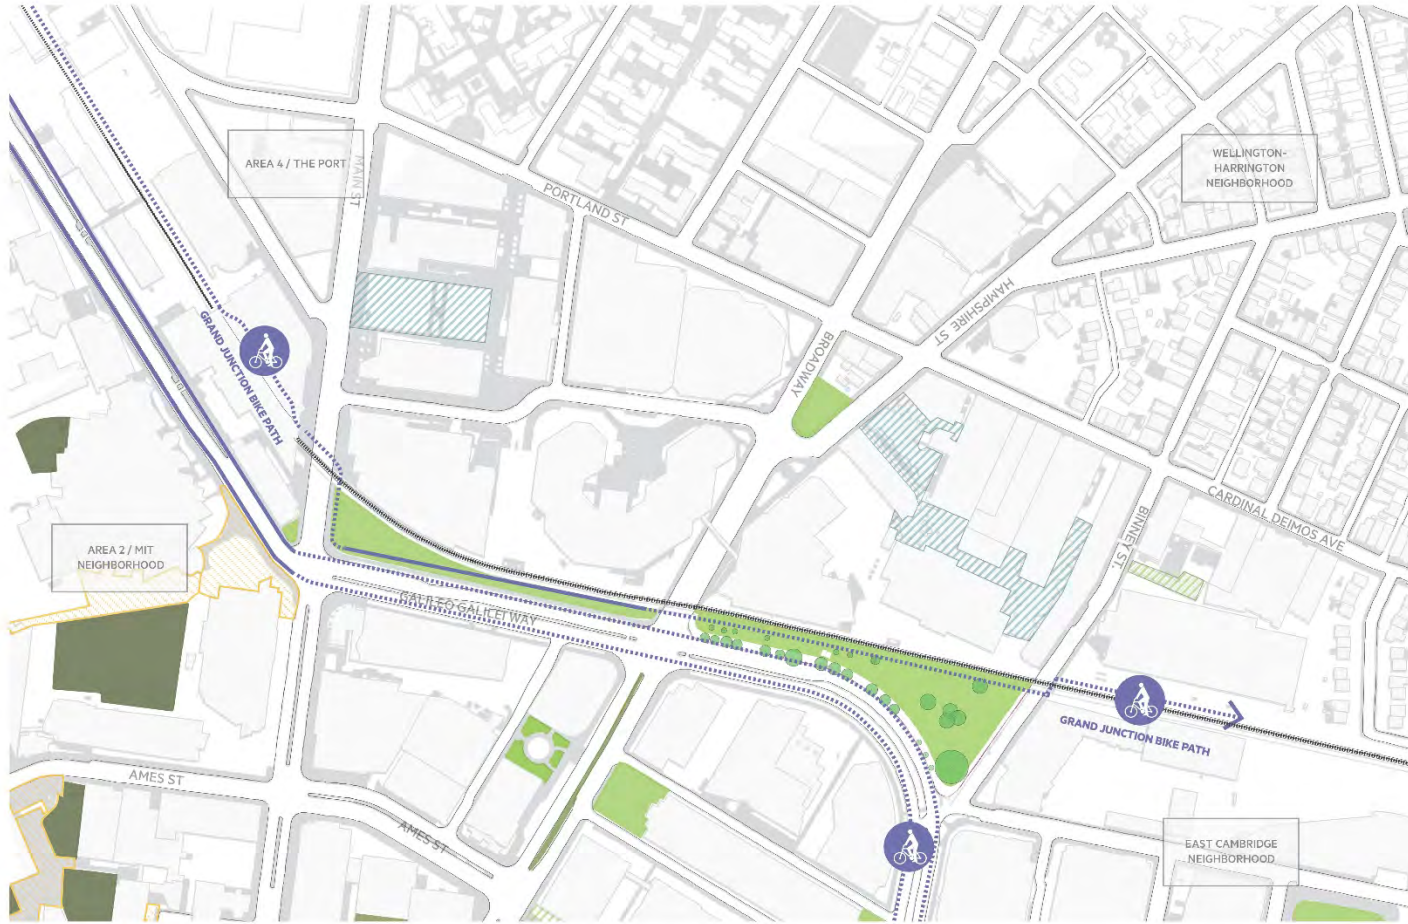 AREA 4 / THE PORT
MAIN ST
PORTLAND ST
WELLINGTON-
HARRINGTON
NEIGHBORHOOD
HAMPSHIRE ST
BROADWAY
GRAND JUNCTION BIKE PATH
CARDINAL DEIMOS AVE
BINNEY ST.
AREA 2 / MIT
NEIGHBORHOOD
GALILEO GALILEI WAY
GRAND JUNCTION BIKE PATH
AMES ST
AMES ST
EAST CAMBRIDGE
NEIGHBORHOOD